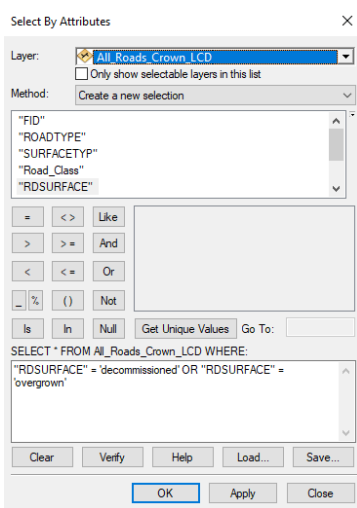 Select By Attributes
Layer: All_Roads_Crown_LCD
Only show selectable layers in this list
Method: Create a new selection
"FID"
"ROADTYPE"
"SURFACETYP"
"Road_Class"
"RDSURFACE"
= <> Like
> >= And
< <= Or
_ % () Not
Is In Null Get Unique Values Go To:
SELECT * FROM All_Roads_Crown_LCD WHERE:
"RDSURFACE" = 'decommissioned' OR "RDSURFACE" =
'overgrown'
Clear Verify Help Load... Save...
OK Apply Close